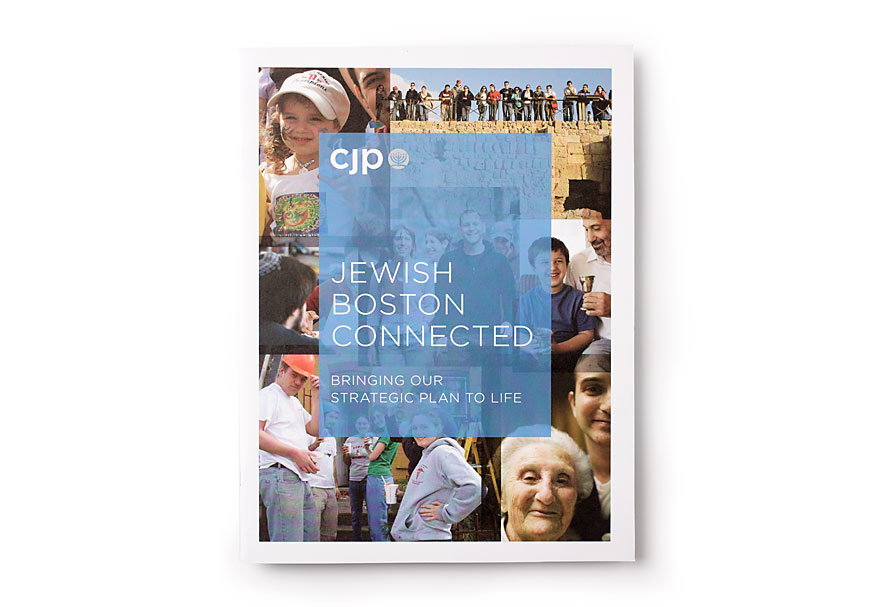 cjp
JEWISH
BOSTON
CONNECTED
BRINGING OUR
STRATEGIC PLAN TO LIFE